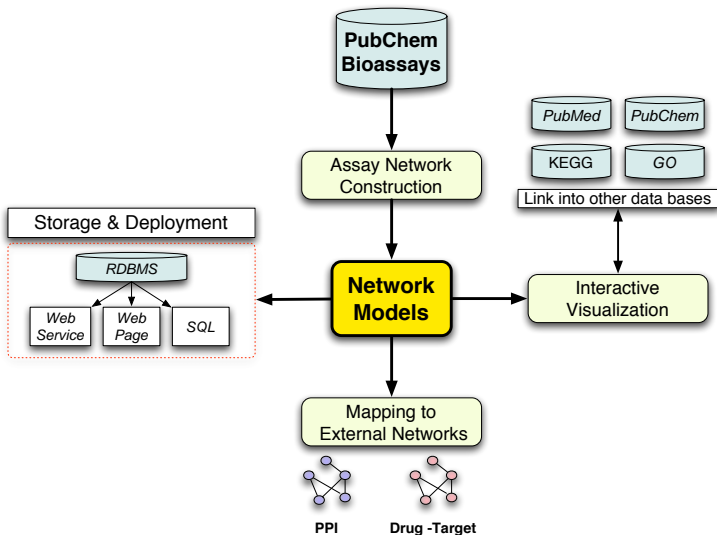 PubChem
Bioassays
PubMed
PubChem
KEGG
GO
Link into other data bases
Assay Network
Construction
Storage & Deployment
RDBMS
Web
Service
Web
Page
SQL
Network
Models
Interactive
Visualization
Mapping to
External Networks
PPI
Drug -Target